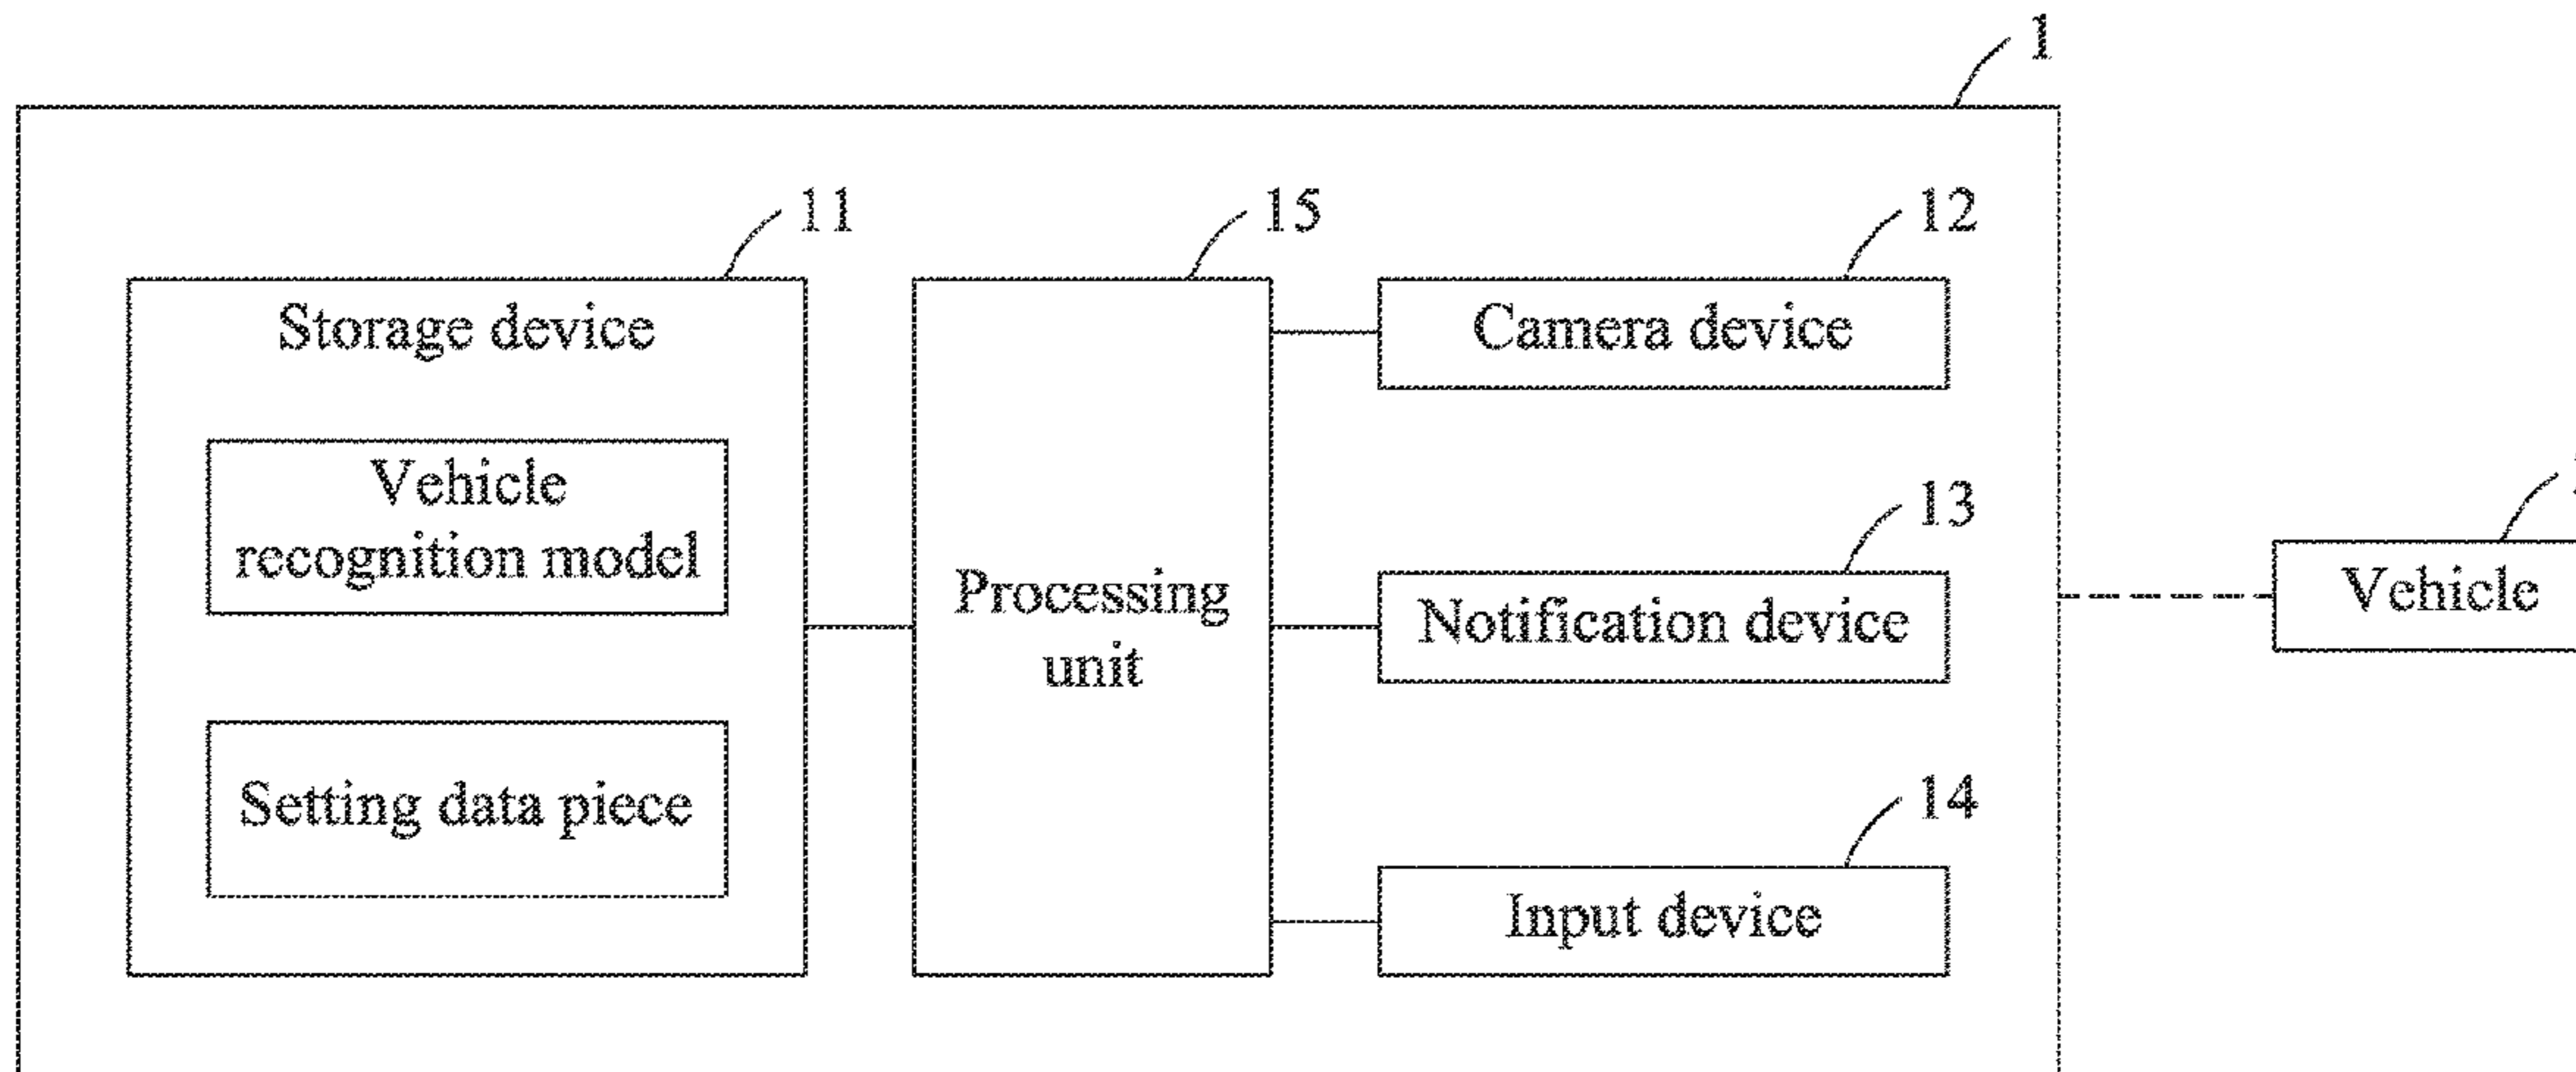 1
11
15
12
Storage device
Camera device
Vehicle
recognition model
13
Processing
unit
Notification device
Vehicle
Setting data piece
14
Input device